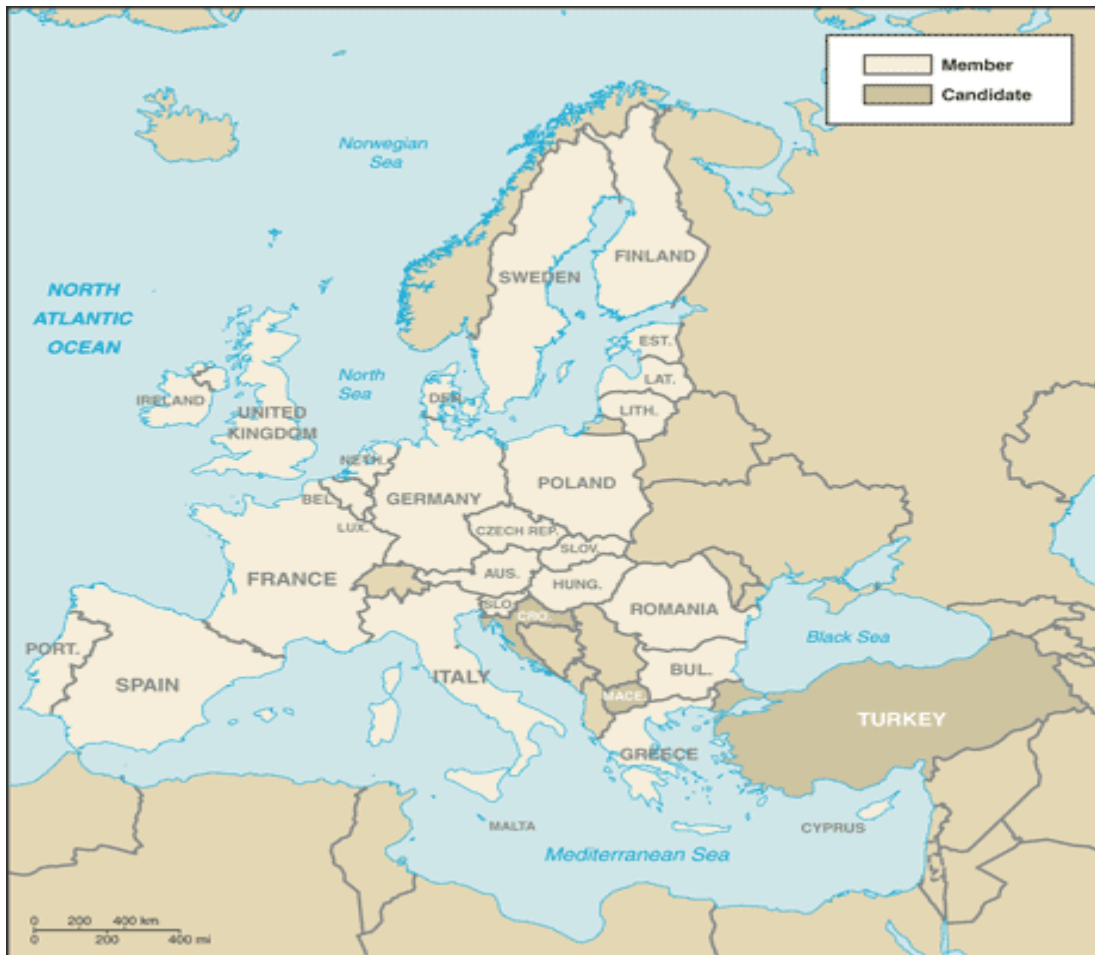 Member
Candidate
Norwegian
Sea
NORTH
ATLANTIC
OCEAN
FINLAND
SWEDEN
EST.
LAT.
LITH.
North
Sea
DEN.
IRELAND
UNITED
KINGDOM
NETH.
BEL.
LUX.
GERMANY
POLAND
CZECH REP.
SLOV.
AUS.
HUNG.
FRANCE
SLO.
CRO.
ROMANIA
Black Sea
PORT.
SPAIN
ITALY
BUL.
MACE.
TURKEY
GREECE
MALTA
CYPRUS
Mediterranean Sea
0 200 400 km
0 200 400 mi